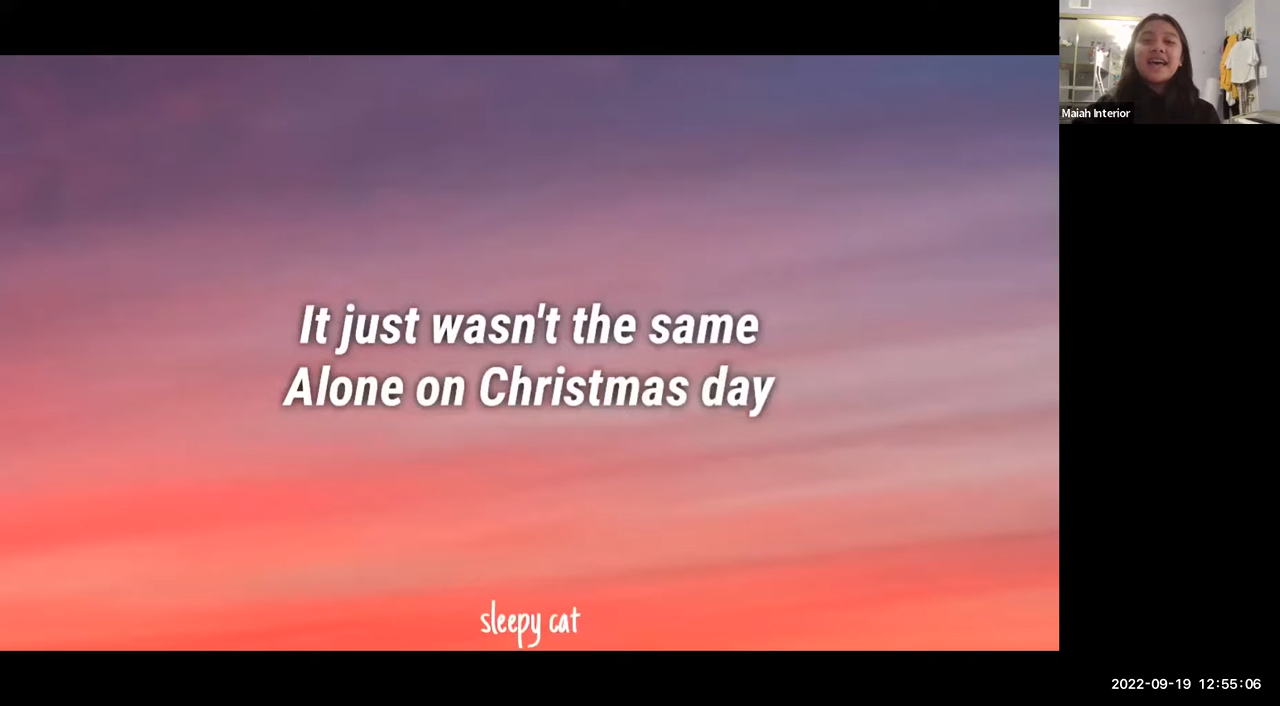 Maiah Interior
It just wasn't the same
Alone on Christmas day
sleepy cat
2022-09-19 12:55:06